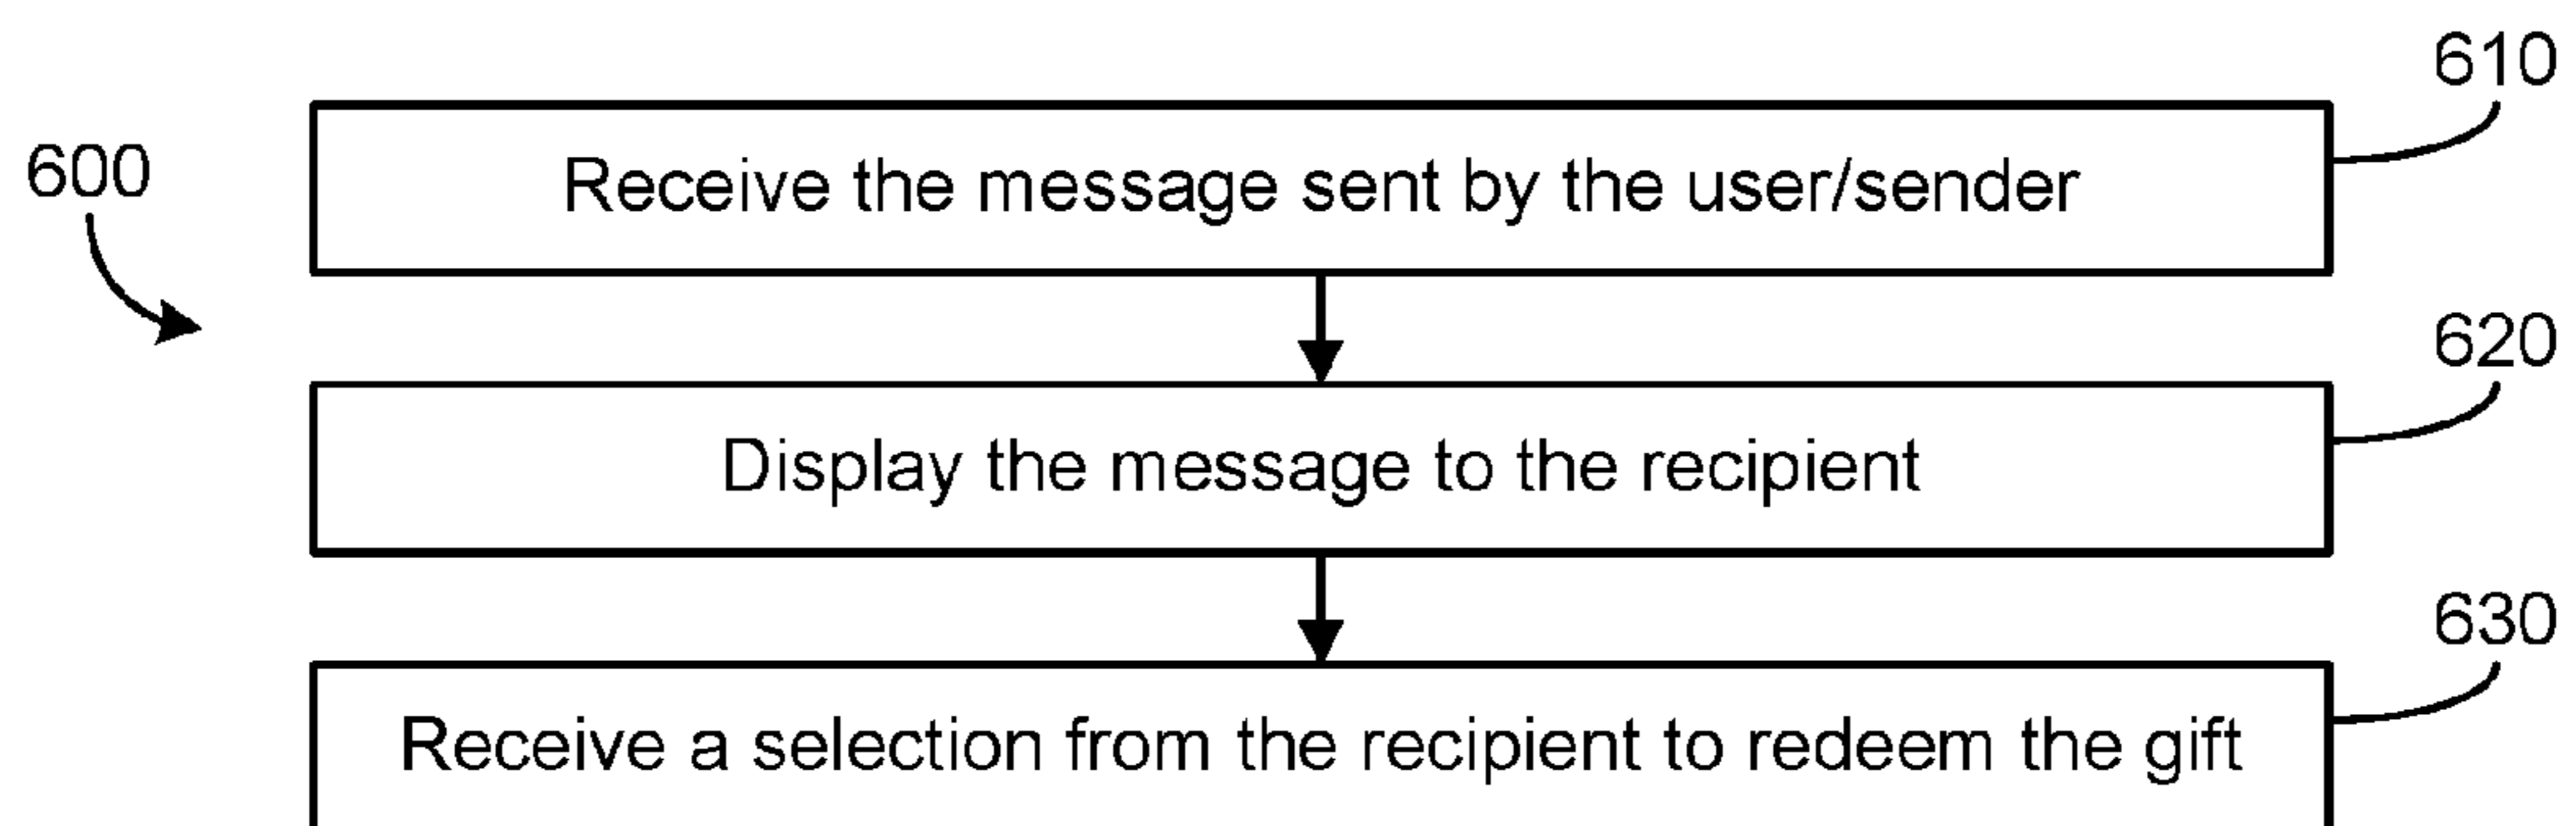 610
600
Receive the message sent by the user/sender
620
Display the message to the recipient
630
Receive a selection from the recipient to redeem the gift